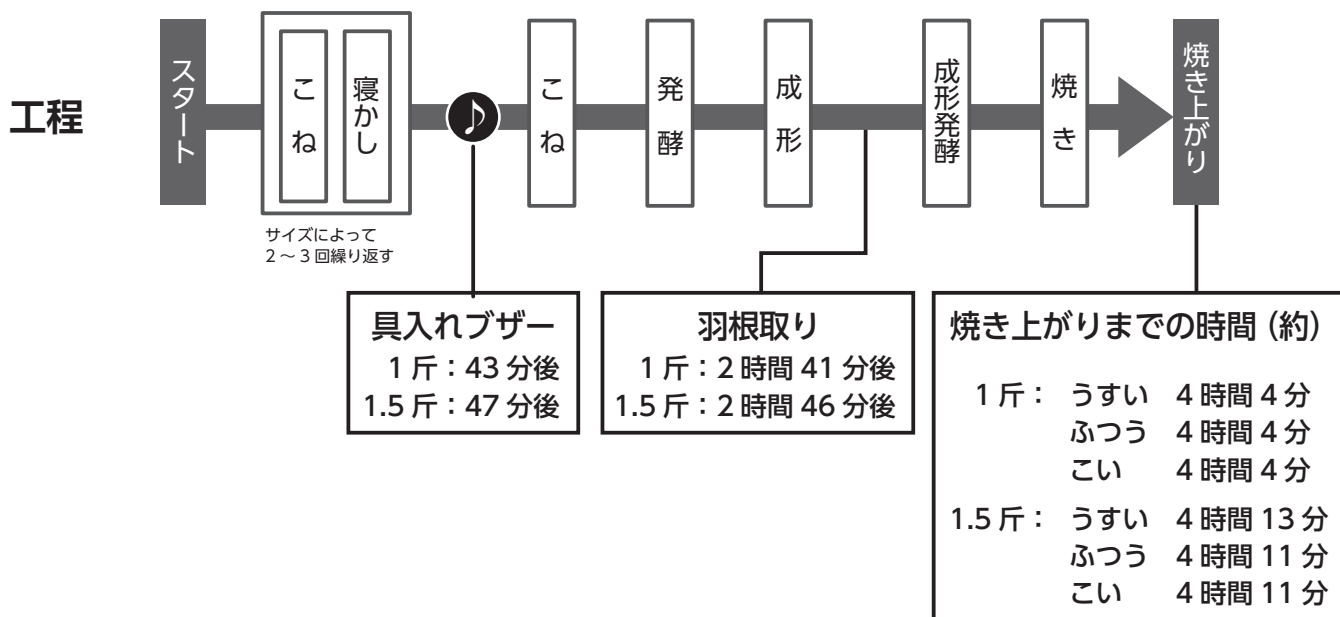 工程
スタート
こね
寝かし
サイズによって
2～3回繰り返す
♪
こね
発酵
成形
成形発酵
焼き
焼き上がり
具入れブザー
1斤：43分後
1.5斤：47分後
羽根取り
1斤：2時間41分後
1.5斤：2時間46分後
焼き上がりまでの時間（約）
1斤： うすい 4時間4分
ふつう 4時間4分
こい 4時間4分
1.5斤： うすい 4時間13分
ふつう 4時間11分
こい 4時間11分